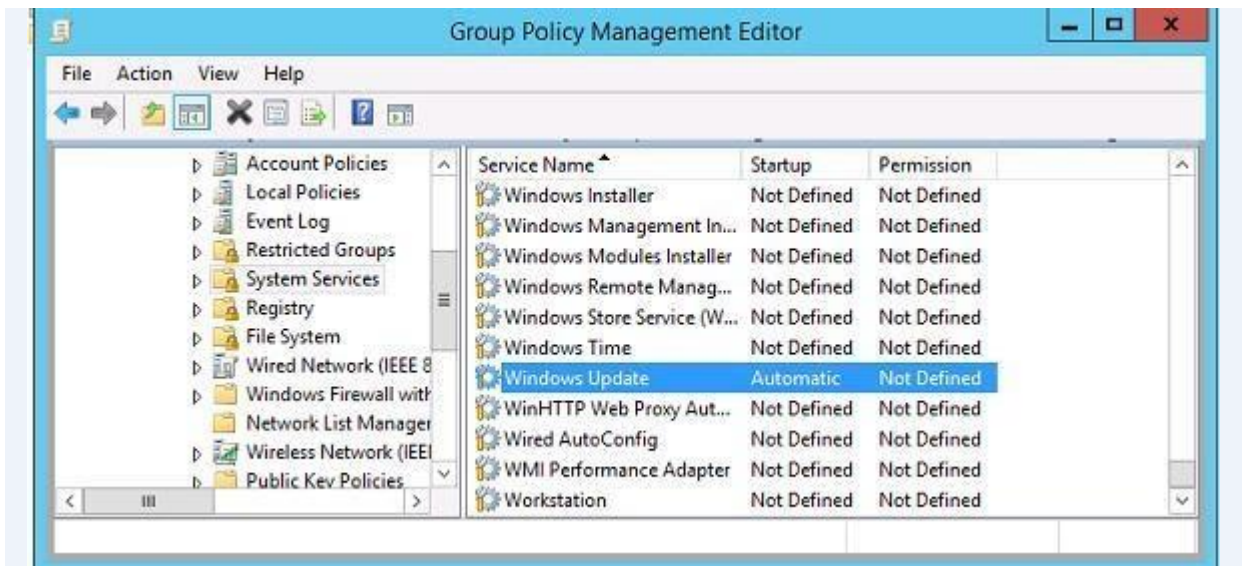 Group Policy Management Editor
File Action View Help
Account Policies
Local Policies
Event Log
Restricted Groups
System Services
Registry
File System
Wired Network (IEEE 8
Windows Firewall with
Network List Manager
Wireless Network (IEEI
Public Key Policies
Service Name Startup Permission
Windows Installer Not Defined Not Defined
Windows Management In... Not Defined Not Defined
Windows Modules Installer Not Defined Not Defined
Windows Remote Manag... Not Defined Not Defined
Windows Store Service (W... Not Defined Not Defined
Windows Time Not Defined Not Defined
Windows Update Automatic Not Defined
WinHTTP Web Proxy Aut... Not Defined Not Defined
Wired AutoConfig Not Defined Not Defined
WMI Performance Adapter Not Defined Not Defined
Workstation Not Defined Not Defined